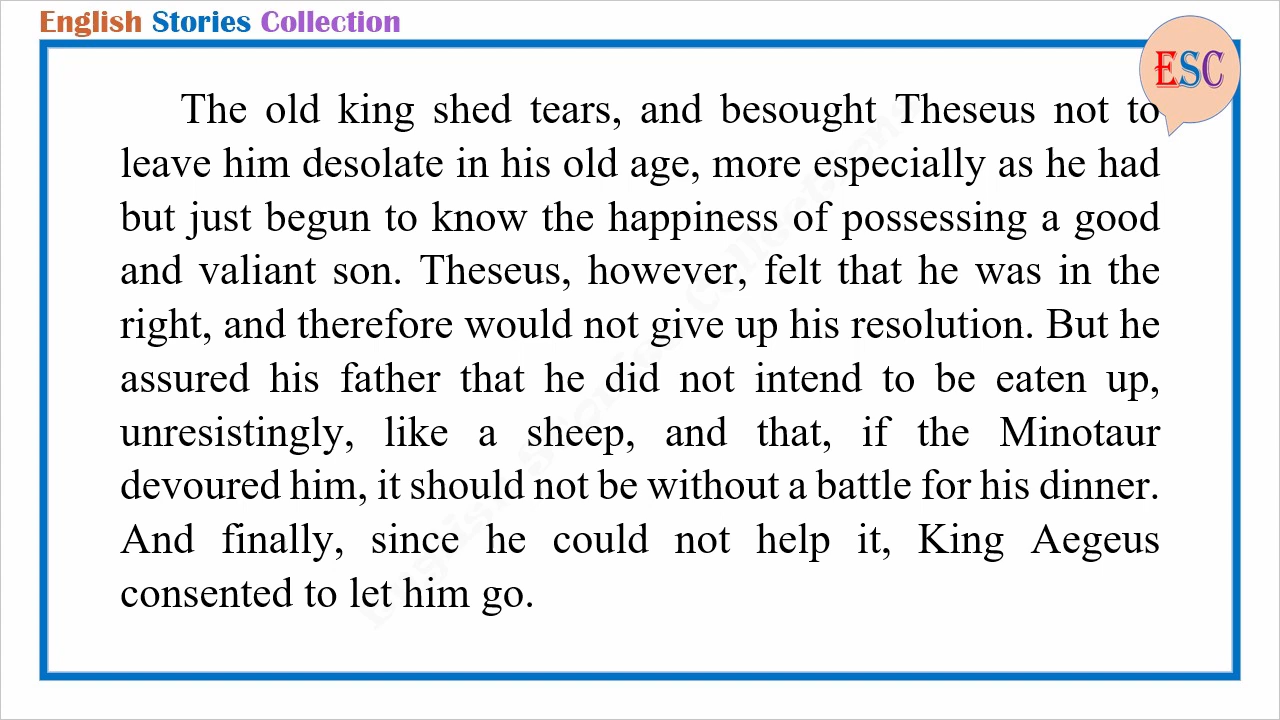 English Stories Collection
ESC
The old king shed tears, and besought Theseus not to
leave him desolate in his old age, more especially as he had
but just begun to know the happiness of possessing a good
and valiant son. Theseus, however, felt that he was in the
right, and therefore would not give up his resolution. But he
assured his father that he did not intend to be eaten up,
unresistingly, like a sheep, and that, if the Minotaur
devoured him, it should not be without a battle for his dinner.
And finally, since he could not help it, King Aegeus
consented to let him go.
English Stories Collection